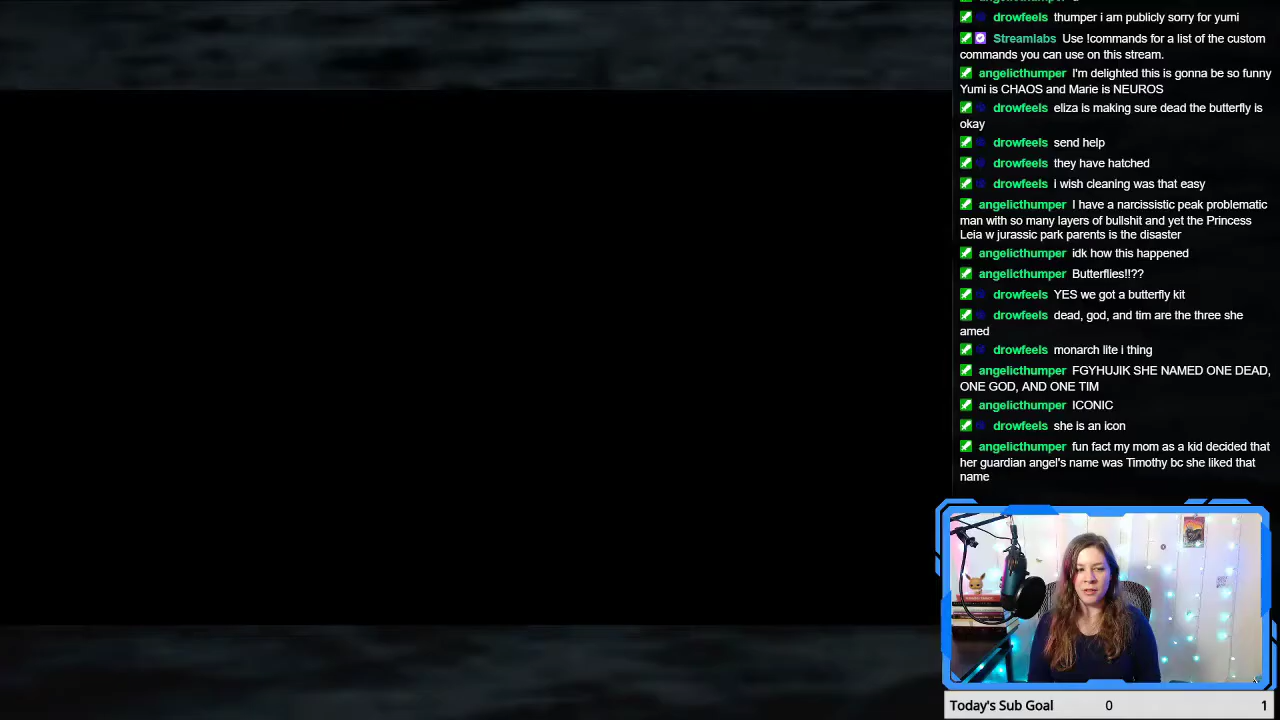 drowfeels thumper i am publicly sorry for yumi
Streamlabs Use !commands for a list of the custom
commands you can use on this stream.
angelicthumper I'm delighted this is gonna be so funny
Yumi is CHAOS and Marie is NEUROS
drowfeels eliza is making sure dead the butterfly is
okay
drowfeels send help
drowfeels they have hatched
drowfeels i wish cleaning was that easy
angelicthumper I have a narcissistic peak problematic
man with so many layers of bullshit and yet the Princess
Leia w jurassic park parents is the disaster
angelicthumper idk how this happened
angelicthumper Butterflies!!??
drowfeels YES we got a butterfly kit
drowfeels dead, god, and tim are the three she
amed
drowfeels monarch lite i thing
angelicthumper FGYHUJIK SHE NAMED ONE DEAD,
ONE GOD, AND ONE TIM
angelicthumper ICONIC
drowfeels she is an icon
angelicthumper fun fact my mom as a kid decided that
her guardian angel's name was Timothy bc she liked that
name
Today's Sub Goal 0 1